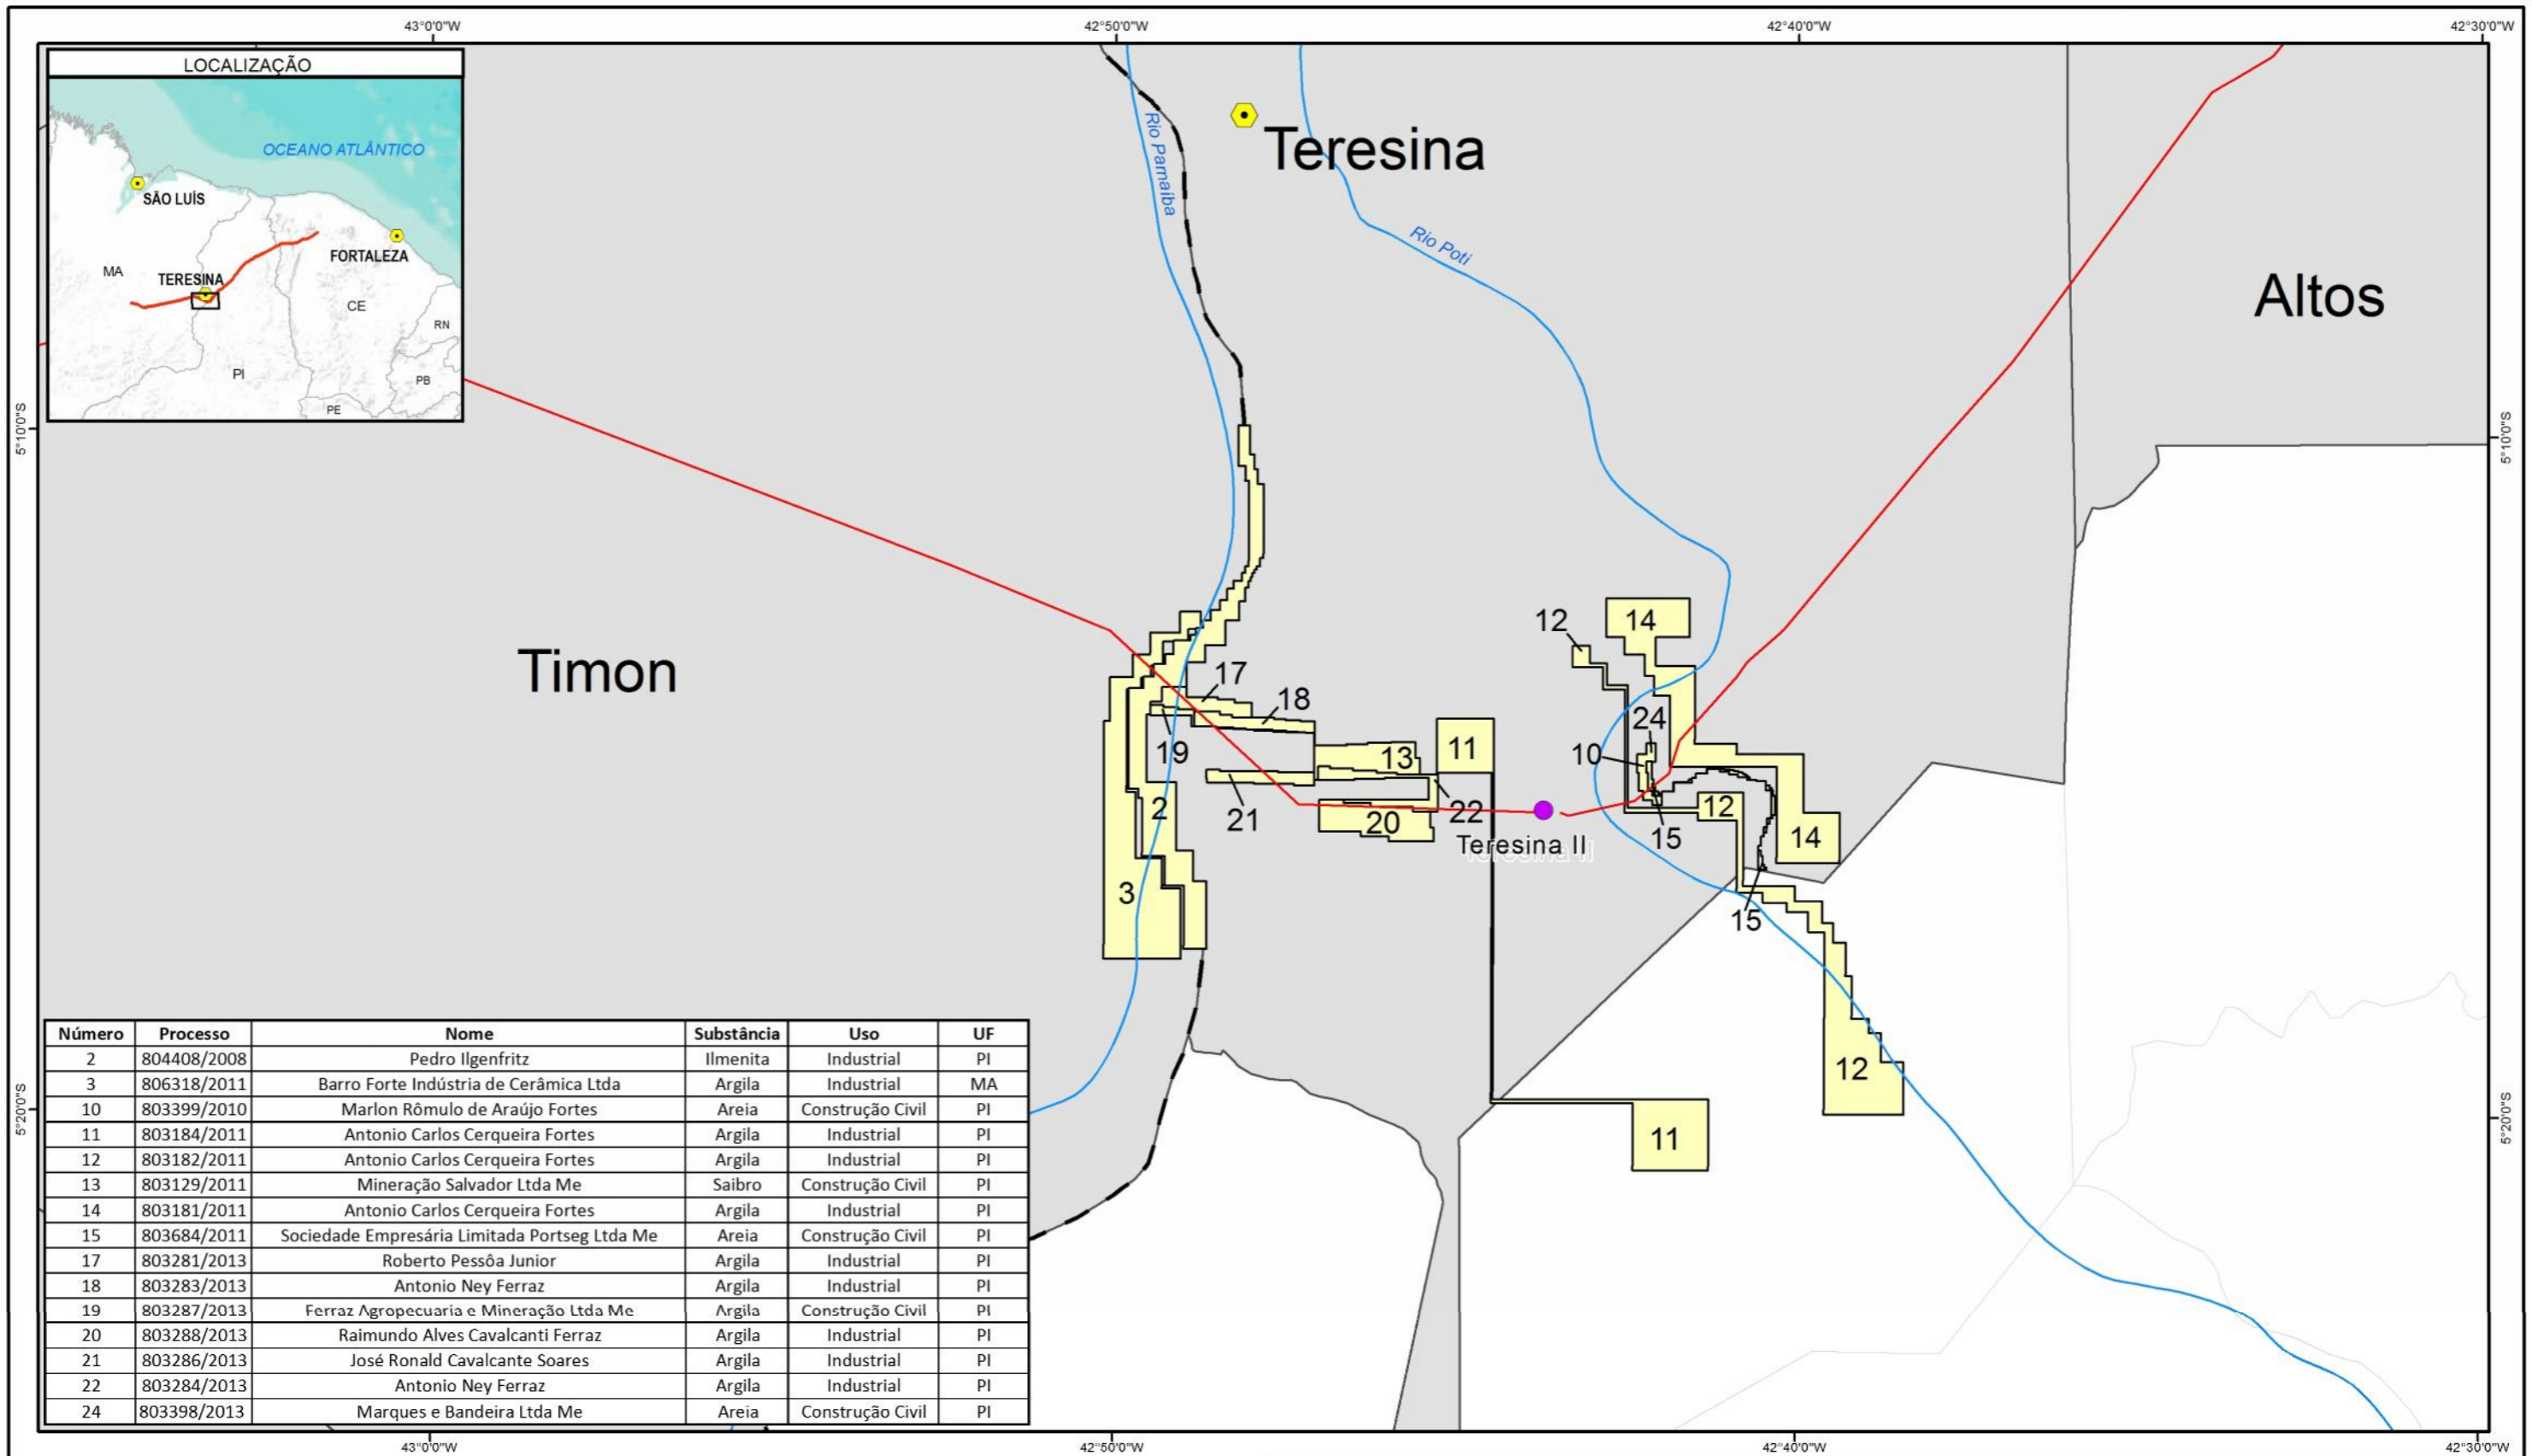 43°0'0"W
42°50'0"W
42°40'0"W
42°30'0"W
LOCALIZAÇÃO
OCEANO ATLÂNTICO
SÃO LUÍS
FORTALEZA
MA
TERESINA
CE
RN
PI
PB
PE
Rio Parnaíba
Teresina
Rio Poti
Altos
5°10'0"S
5°10'0"S
Timon
12
14
17
18
24
19
13
11
10
2
21
20
22
12
15
14
Teresina II
3
15
12
11
5°20'0"S
5°20'0"S
Número Processo Nome Substância Uso UF
2 804408/2008 Pedro Ilgenfritz Ilmenita Industrial PI
3 806318/2011 Barro Forte Indústria de Cerâmica Ltda Argila Industrial MA
10 803399/2010 Marlon Rômulo de Araújo Fortes Areia Construção Civil PI
11 803184/2011 Antonio Carlos Cerqueira Fortes Argila Industrial PI
12 803182/2011 Antonio Carlos Cerqueira Fortes Argila Industrial PI
13 803129/2011 Mineração Salvador Ltda Me Saibro Construção Civil PI
14 803181/2011 Antonio Carlos Cerqueira Fortes Argila Industrial PI
15 803684/2011 Sociedade Empresária Limitada Portseg Ltda Me Areia Construção Civil PI
17 803281/2013 Roberto Pessôa Junior Argila Industrial PI
18 803283/2013 Antonio Ney Ferraz Argila Industrial PI
19 803287/2013 Ferraz Agropecuaria e Mineração Ltda Me Argila Construção Civil PI
20 803288/2013 Raimundo Alves Cavalcanti Ferraz Argila Industrial PI
21 803286/2013 José Ronald Cavalcante Soares Argila Industrial PI
22 803284/2013 Antonio Ney Ferraz Argila Industrial PI
24 803398/2013 Marques e Bandeira Ltda Me Areia Construção Civil PI
43°0'0"W
42°50'0"W
42°40'0"W
42°30'0"W